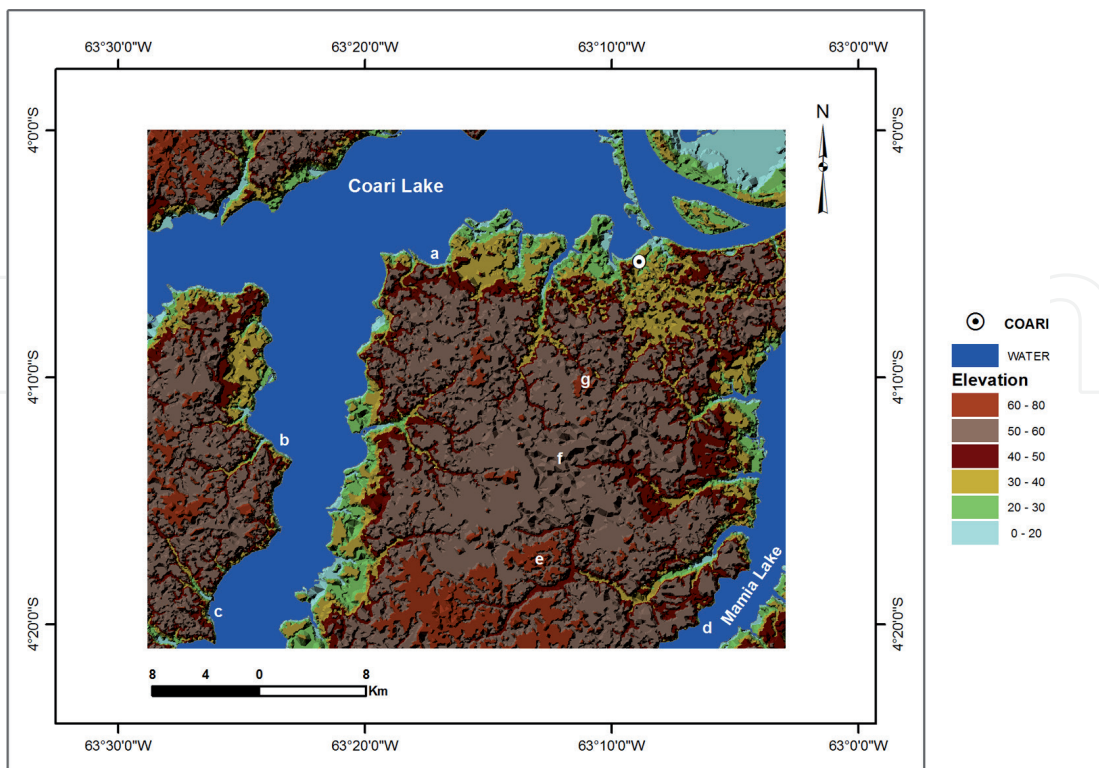 63°30'0"W 63°20'0"W 63°10'0"W 63°0'0"W
N
4°0'0"S 4°0'0"S
Coari Lake
a
COARI
WATER
Elevation
60 - 80
50 - 60
40 - 50
30 - 40
20 - 30
0 - 20
4°10'0"S 4°10'0"S
g
b
f
e
Mamia Lake
c
d
4°20'0"S 4°20'0"S
8 4 0 8
Km
63°30'0"W 63°20'0"W 63°10'0"W 63°0'0"W